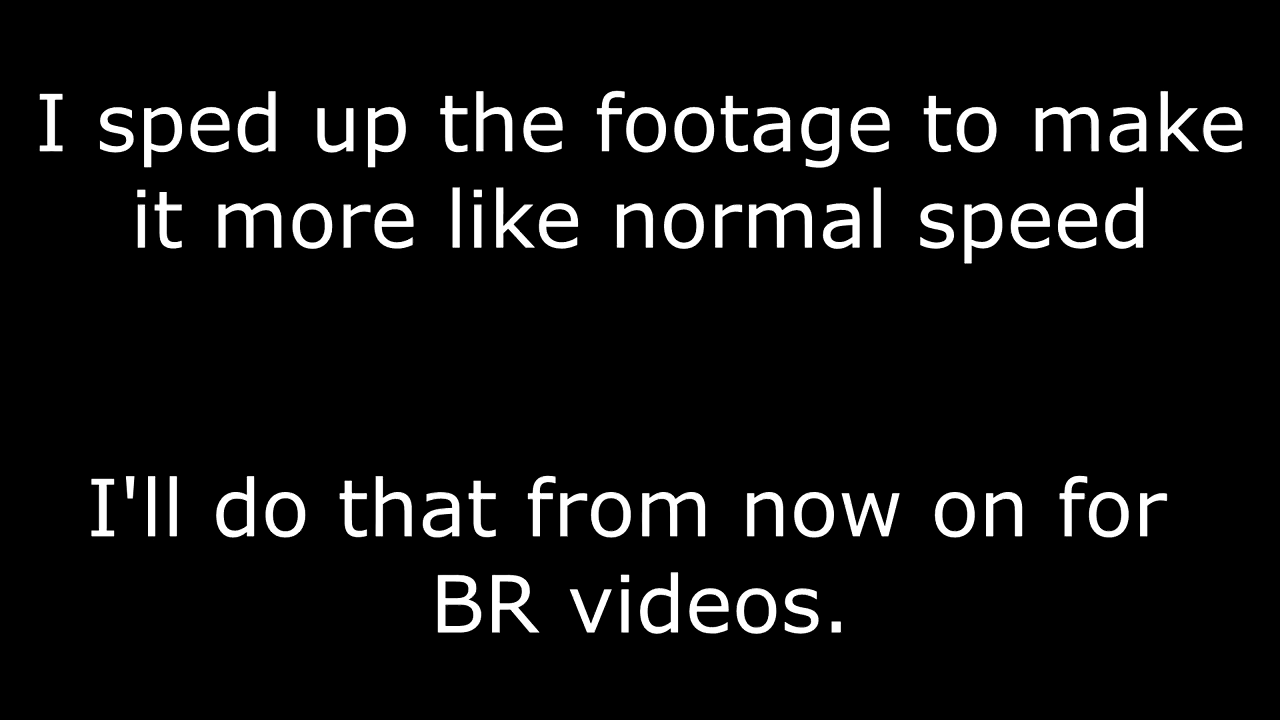 I sped up the footage to make
it more like normal speed
I'll do that from now on for
BR videos.